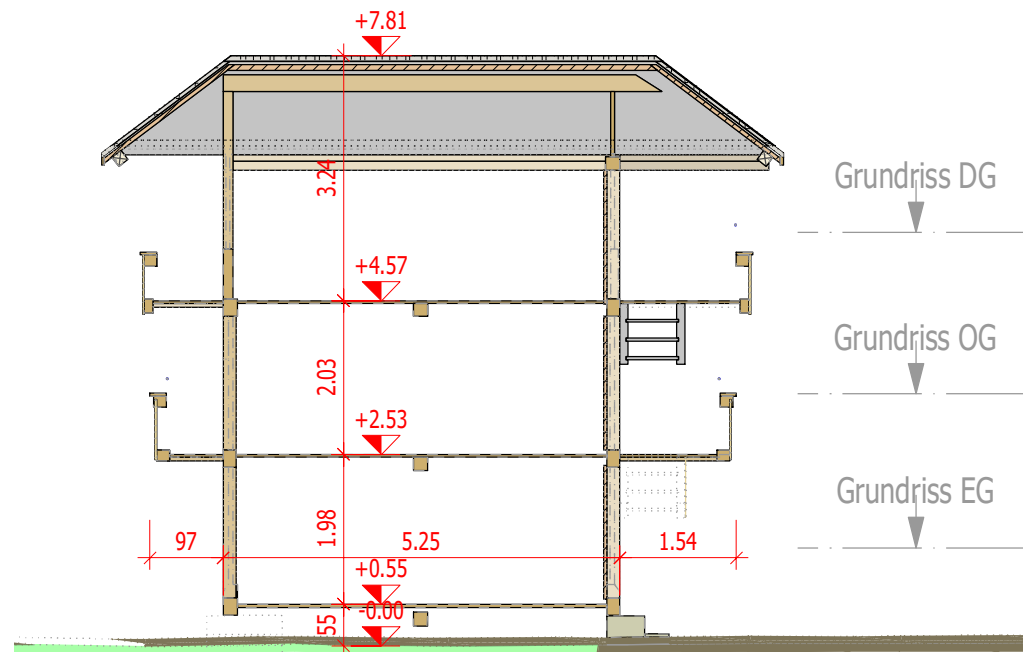 +7.81
Grundriss DG
3.24
+4.57
Grundriss OG
2.03
+2.53
Grundriss EG
1.98
97 5.25 1.54
+0.55
-0.00
55